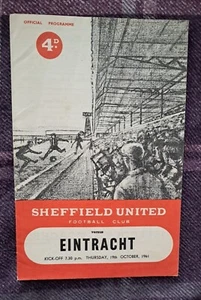 OFFICIAL PROGRAMME
4D.
SHEFFIELD UNITED
FOOTBALL CLUB
versus
EINTRACHT
KICK-OFF 7.30 p.m. THURSDAY, 19th OCTOBER, 1961